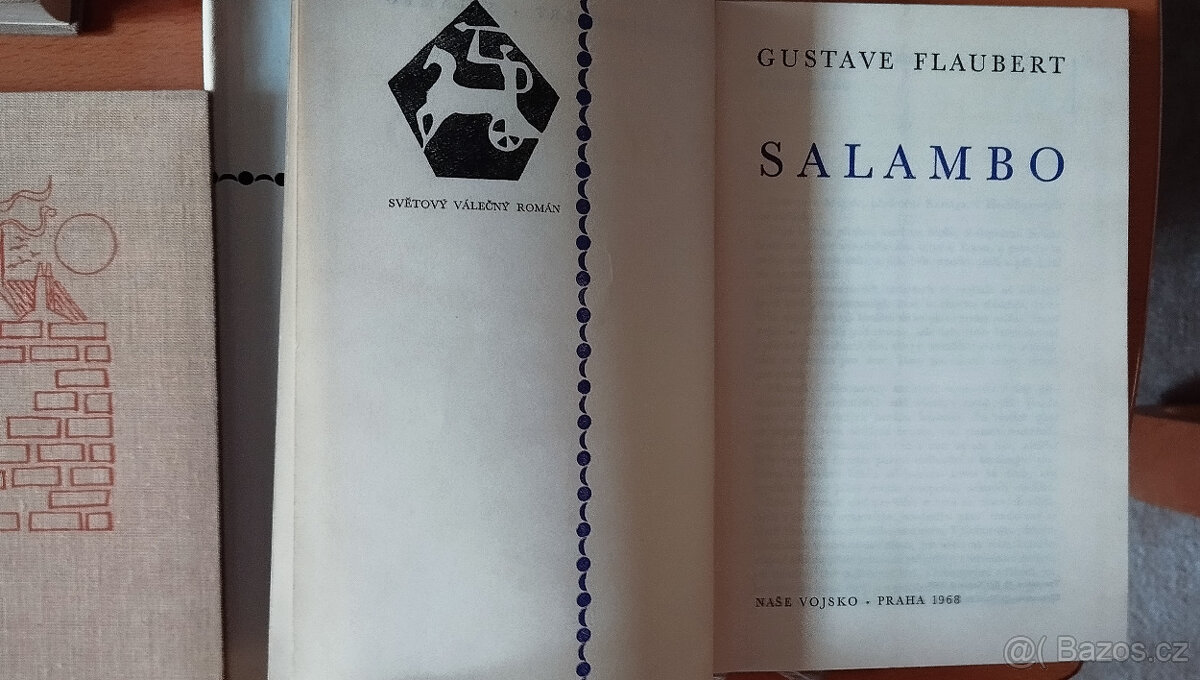 SVĚTOVÝ VÁLEČNÝ ROMÁN
GUSTAVE FLAUBERT
SALAMBO
NAŠE VOJSKO • PRAHA 1968
@( Bazos.cz